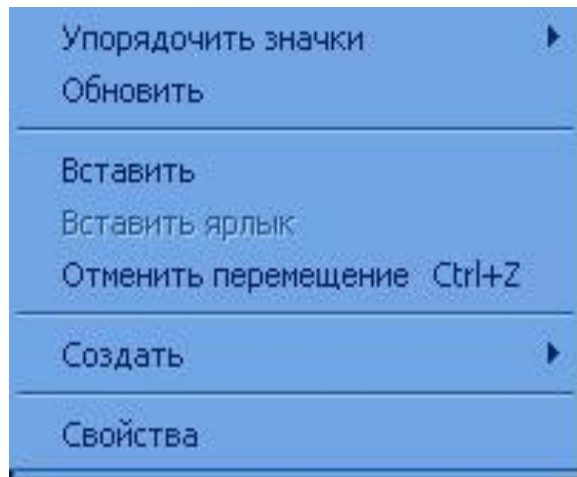 Упорядочить значки
Обновить
Вставить
Вставить ярлык
Отменить перемещение Ctrl+Z
Создать
Свойства